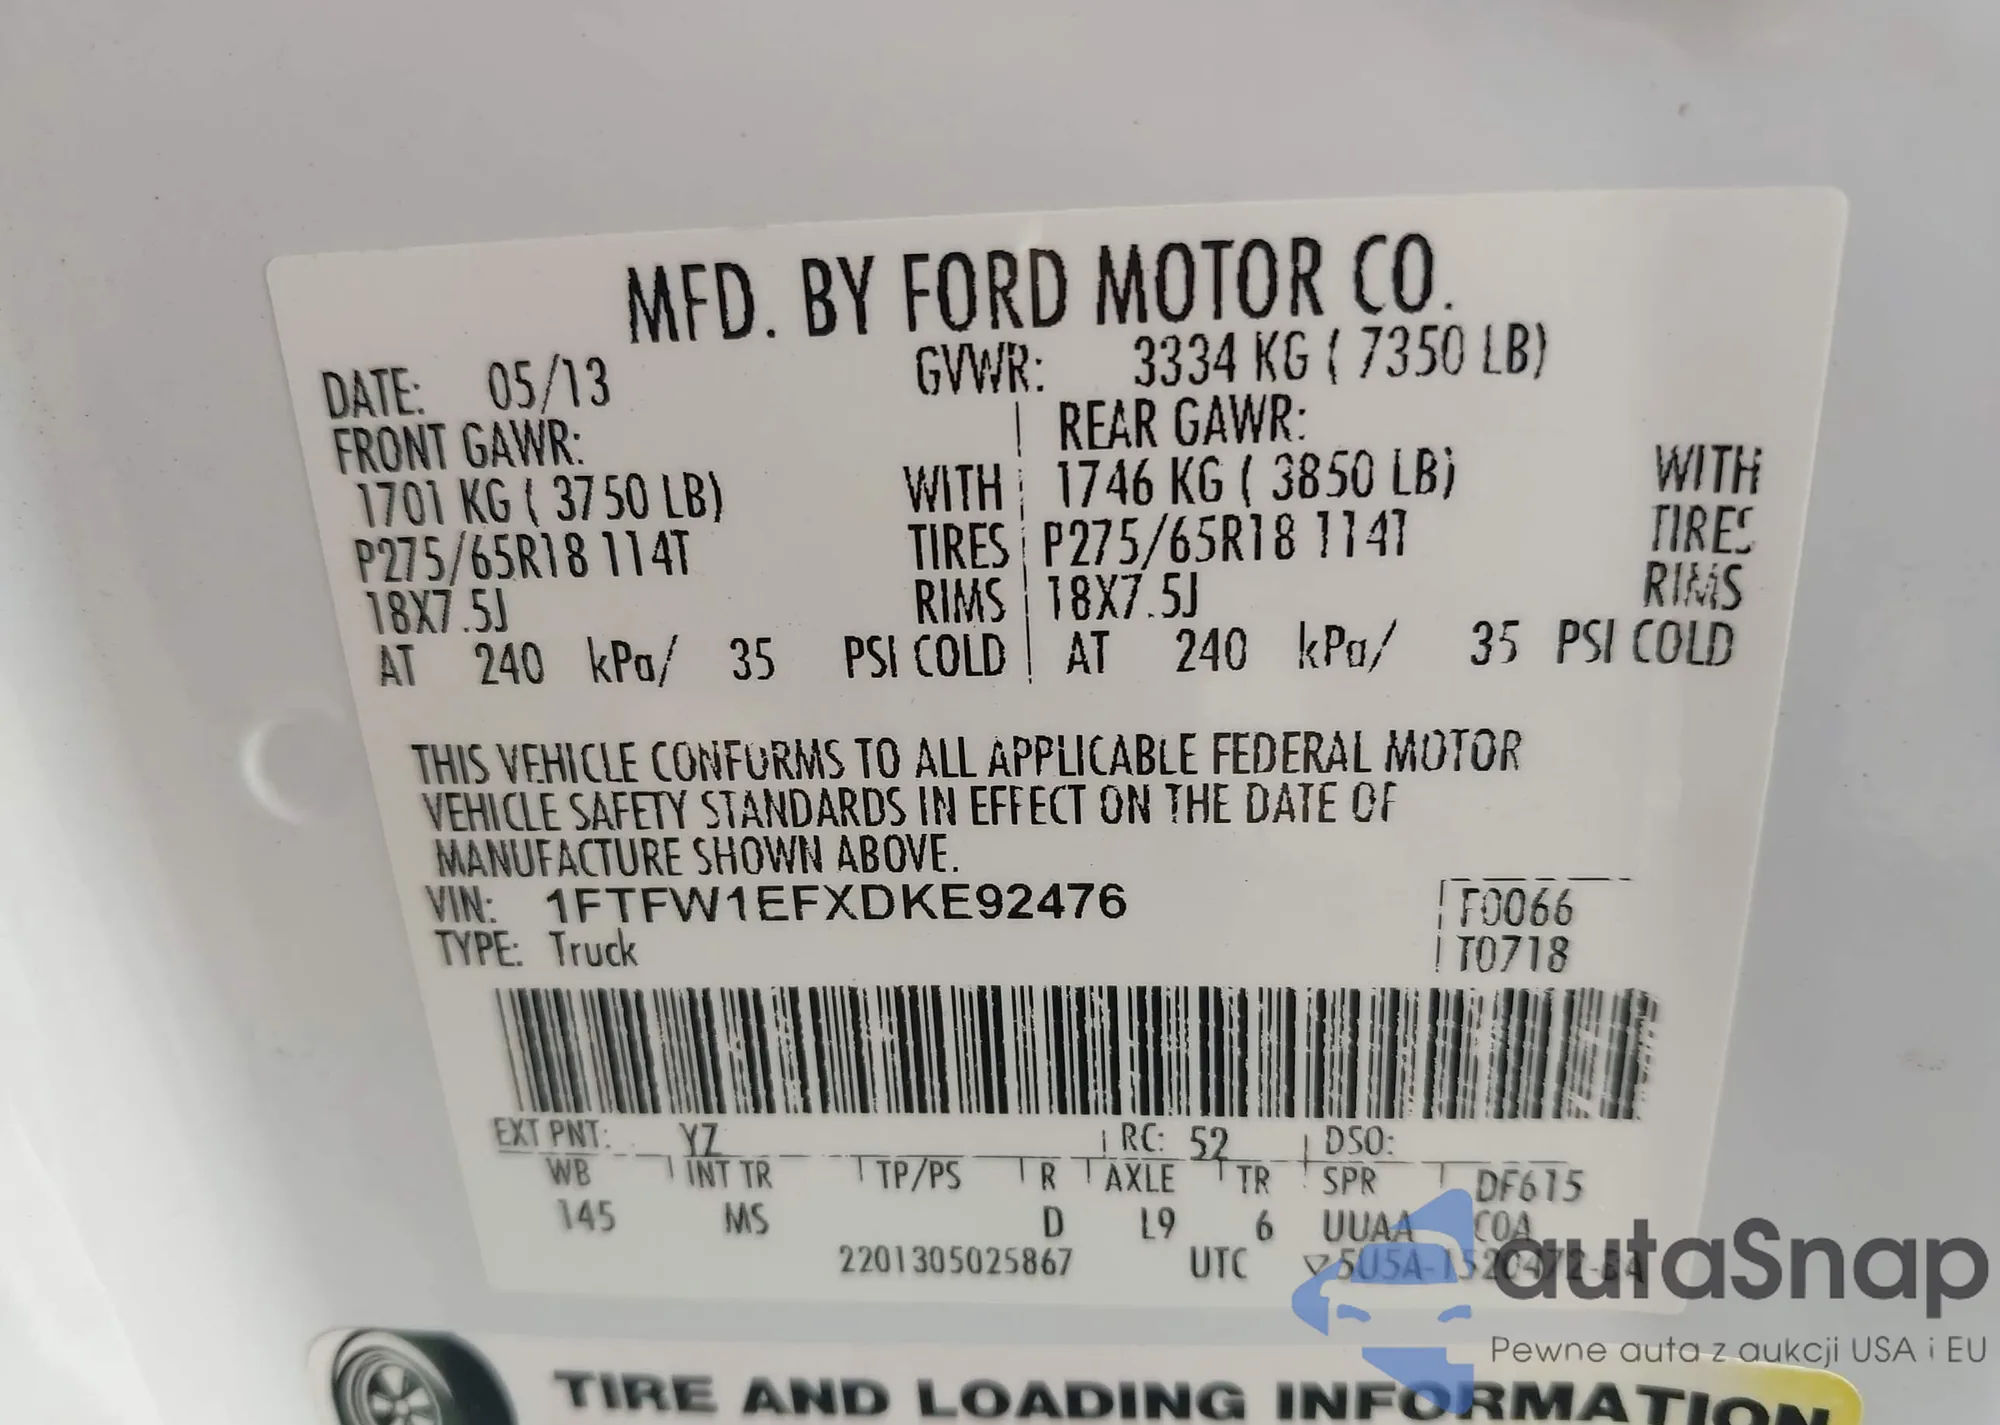 MFD. BY FORD MOTOR CO.
DATE: 05/13 GVWR: 3334 KG ( 7350 LB)
FRONT GAWR: REAR GAWR:
1701 KG ( 3750 LB) WITH 1746 KG ( 3850 LB) WITH
P275/65R18 114T TIRES P275/65R18 114T TIRES
18X7.5J RIMS 18X7.5J RIMS
AT 240 kPa/ 35 PSI COLD AT 240 kPa/ 35 PSI COLD
THIS VEHICLE CONFORMS TO ALL APPLICABLE FEDERAL MOTOR
VEHICLE SAFETY STANDARDS IN EFFECT ON THE DATE OF
MANUFACTURE SHOWN ABOVE.
VIN: 1FTFW1EFXDKE92476 F0066
TYPE: Truck T0718
EXT PNT: YZ RC: 52 DSO:
WB INT TR TP/PS R AXLE TR SPR DF615
145 MS D L9 6 UUAA COA
2201305025867 UTC
autaSnap
Pewne auta z aukcji USA i EU
TIRE AND LOADING INFORMATION